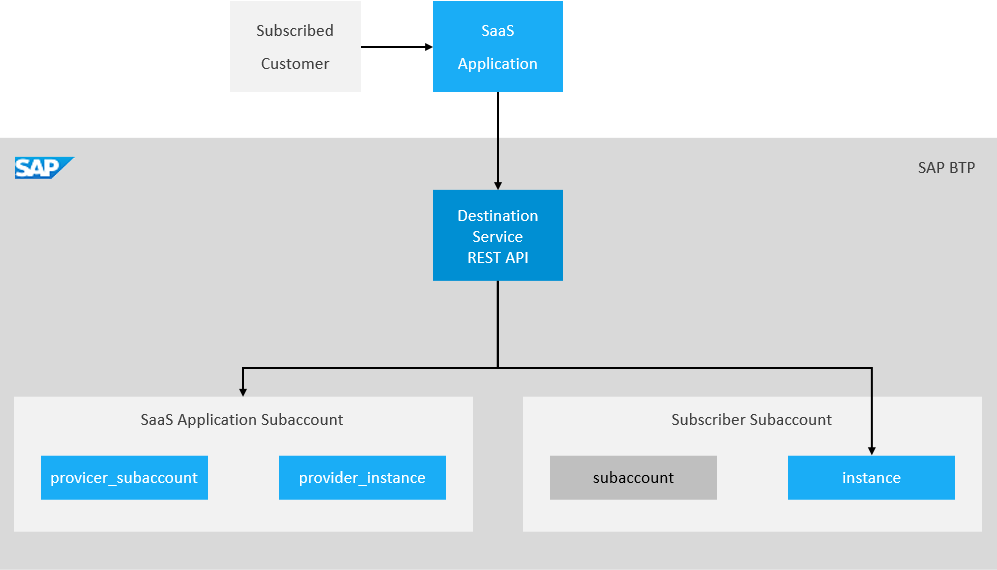 Subscribed
Customer
SaaS
Application
SAP
SAP BTP
Destination
Service
REST API
SaaS Application Subaccount
Subscriber Subaccount
provicer_subaccount
provider_instance
subaccount
instance